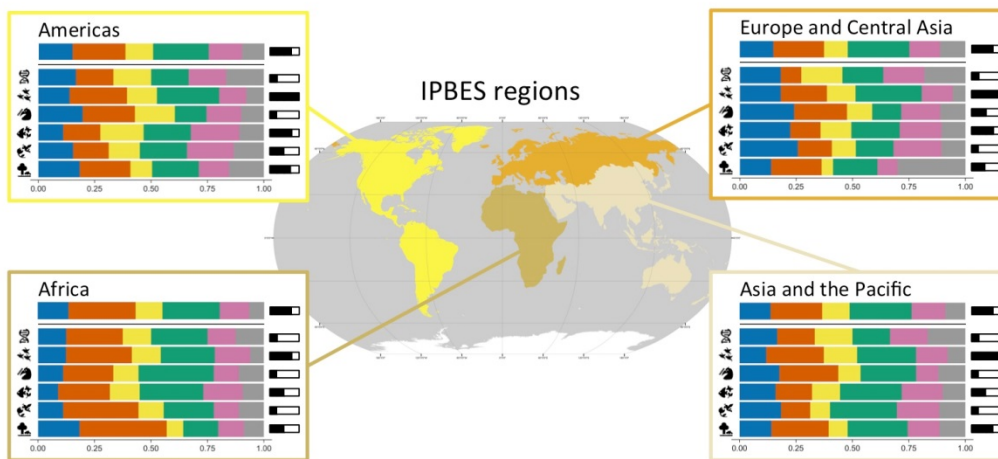 Americas
0.00 0.25 0.50 0.75 1.00
IPBES regions
Europe and Central Asia
0.00 0.25 0.50 0.75 1.00
Africa
0.00 0.25 0.50 0.75 1.00
Asia and the Pacific
0.00 0.25 0.50 0.75 1.00